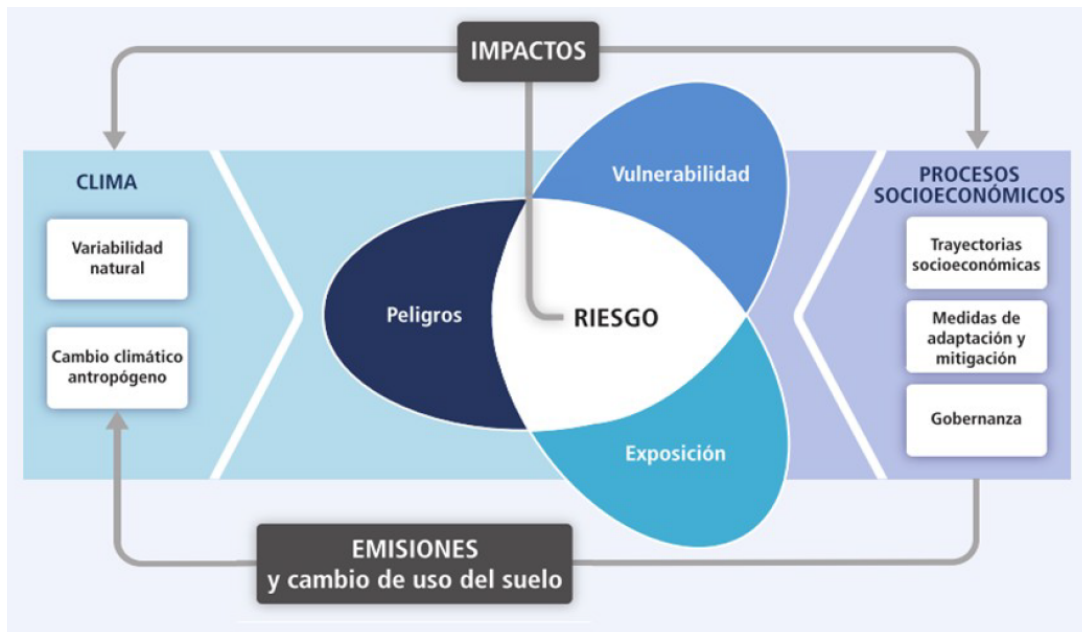 IMPACTOS
CLIMA
Variabilidad
natural
Cambio climático
antropógeno
Vulnerabilidad
Peligros
RIESGO
Exposición
PROCESOS
SOCIOECONÓMICOS
Trayectorias
socioeconómicas
Medidas de
adaptación y
mitigación
Gobernanza
EMISIONES
y cambio de uso del suelo